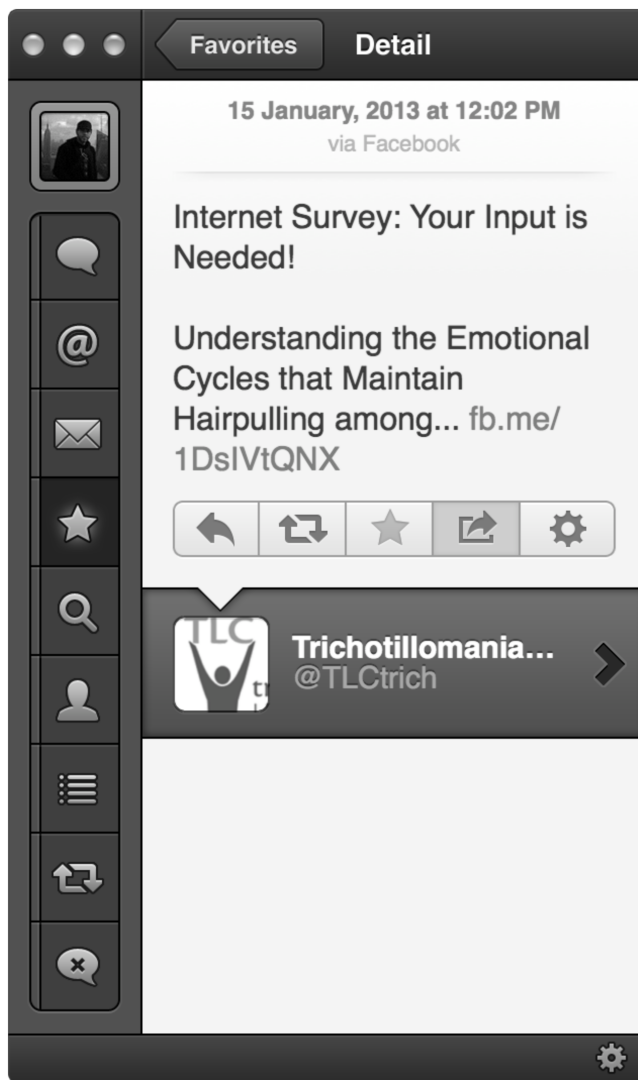 Favorites
Detail
15 January, 2013 at 12:02 PM
via Facebook
Internet Survey: Your Input is
Needed!
Understanding the Emotional
Cycles that Maintain
Hairpulling among... fb.me/
1DsIVtQNX
TLC
Trichotillomania...
@TLCtrich